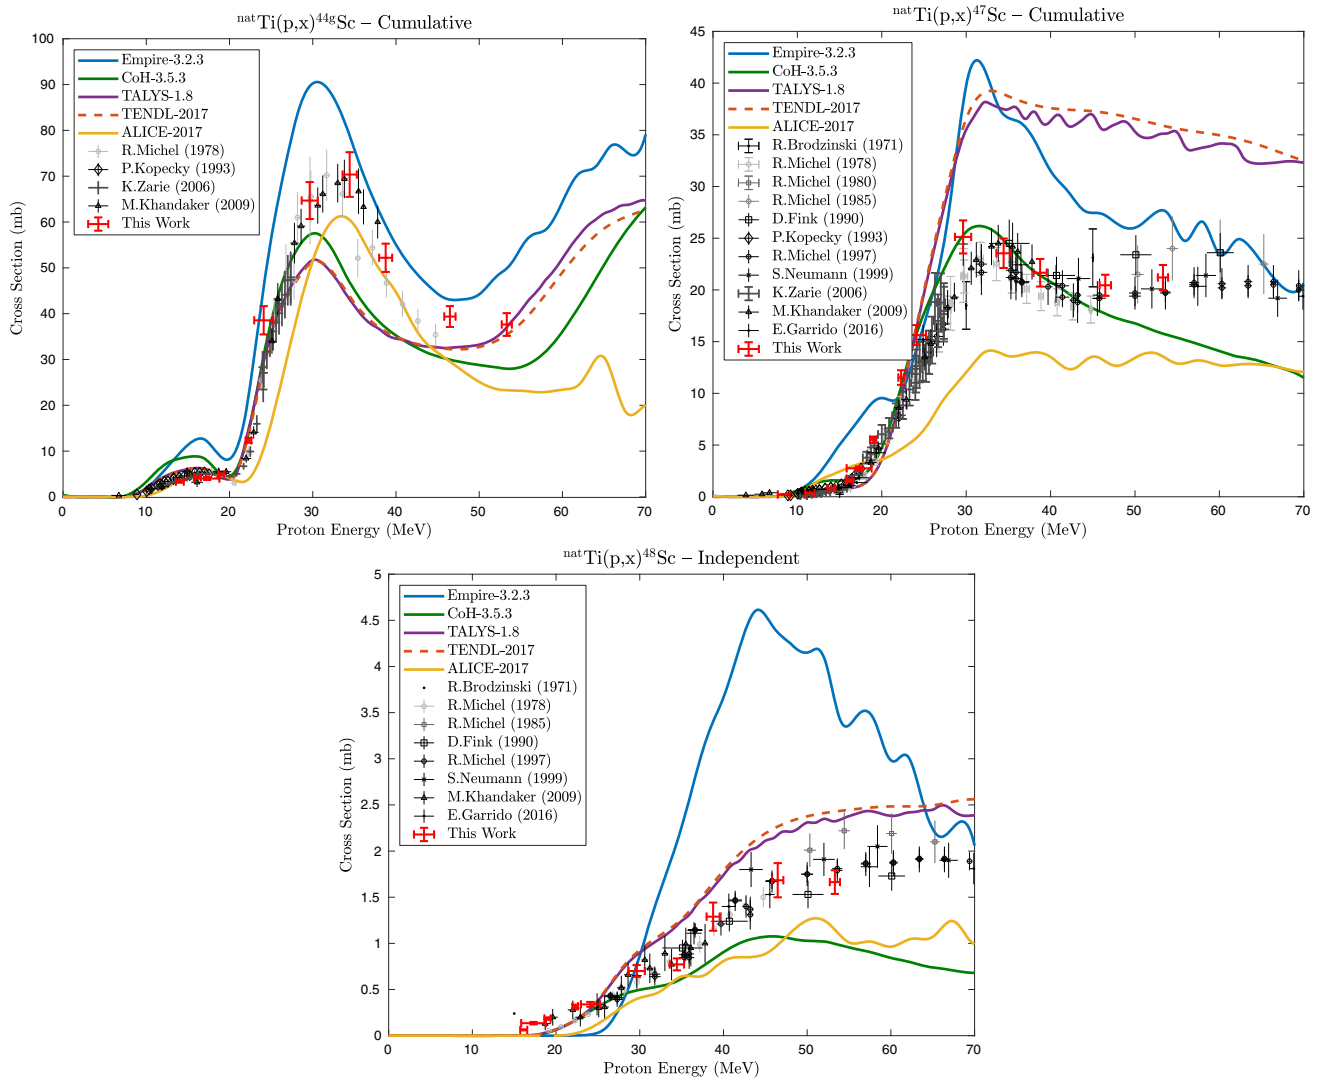 natTi(p,x)44gSc – Cumulative
100
90
80
70
60
50
40
30
20
10
0
Cross Section (mb)
Empire-3.2.3
CoH-3.5.3
TALYS-1.8
TENDL-2017
ALICE-2017
R.Michel (1978)
P.Kopecky (1993)
K.Zarie (2006)
M.Khandaker (2009)
This Work
0 10 20 30 40 50 60 70
Proton Energy (MeV)
natTi(p,x)47Sc – Cumulative
45
40
35
30
25
20
15
10
5
0
Cross Section (mb)
Empire-3.2.3
CoH-3.5.3
TALYS-1.8
TENDL-2017
ALICE-2017
R.Brodzinski (1971)
R.Michel (1978)
R.Michel (1980)
R.Michel (1985)
D.Fink (1990)
P.Kopecky (1993)
R.Michel (1997)
S.Neumann (1999)
K.Zarie (2006)
M.Khandaker (2009)
E.Garrido (2016)
This Work
0 10 20 30 40 50 60 70
Proton Energy (MeV)
natTi(p,x)48Sc – Independent
5
4.5
4
3.5
3
2.5
2
1.5
1
0.5
0
Cross Section (mb)
Empire-3.2.3
CoH-3.5.3
TALYS-1.8
TENDL-2017
ALICE-2017
R.Brodzinski (1971)
R.Michel (1978)
R.Michel (1985)
D.Fink (1990)
R.Michel (1997)
S.Neumann (1999)
M.Khandaker (2009)
E.Garrido (2016)
This Work
0 10 20 30 40 50 60 70
Proton Energy (MeV)